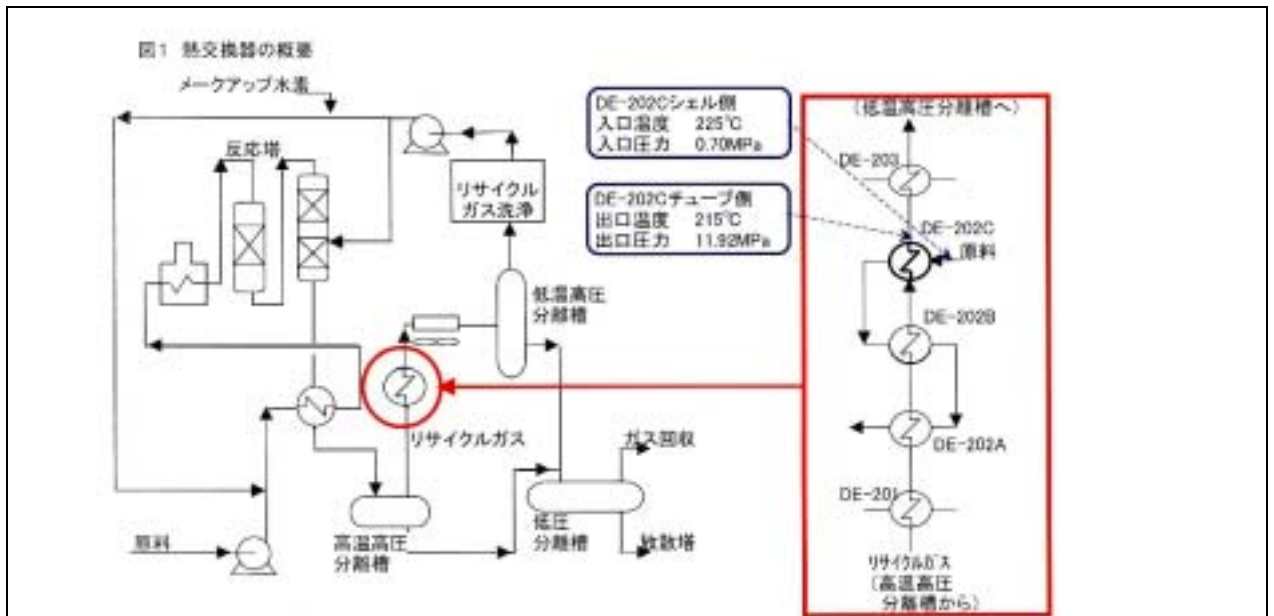 図1 熱交換器の概要
メークアップ水素
反応塔
リサイクル
ガス洗浄
低温高圧
分離槽
リサイクルガス
ガス回収
原料
高温高圧
分離槽
低圧
分離槽
放散塔
DE-202Cシェル側
入口温度 225℃
入口圧力 0.70MPa
DE-202Cチューブ側
出口温度 215℃
出口圧力 11.92MPa
(低温高圧分離槽へ)
DE-203
DE-202C
原料
DE-202B
DE-202A
DE-201
リサイクルガス
(高温高圧
分離槽から)